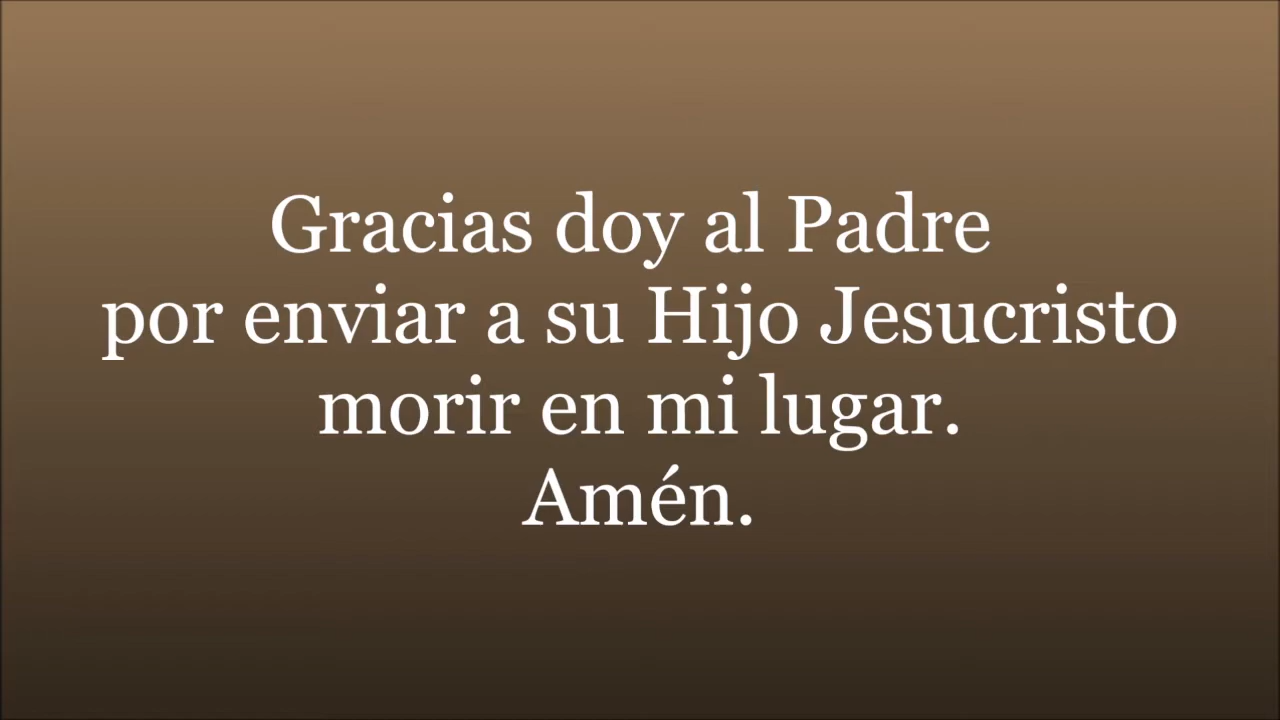 Gracias doy al Padre
por enviar a su Hijo Jesucristo
morir en mi lugar.
Amén.